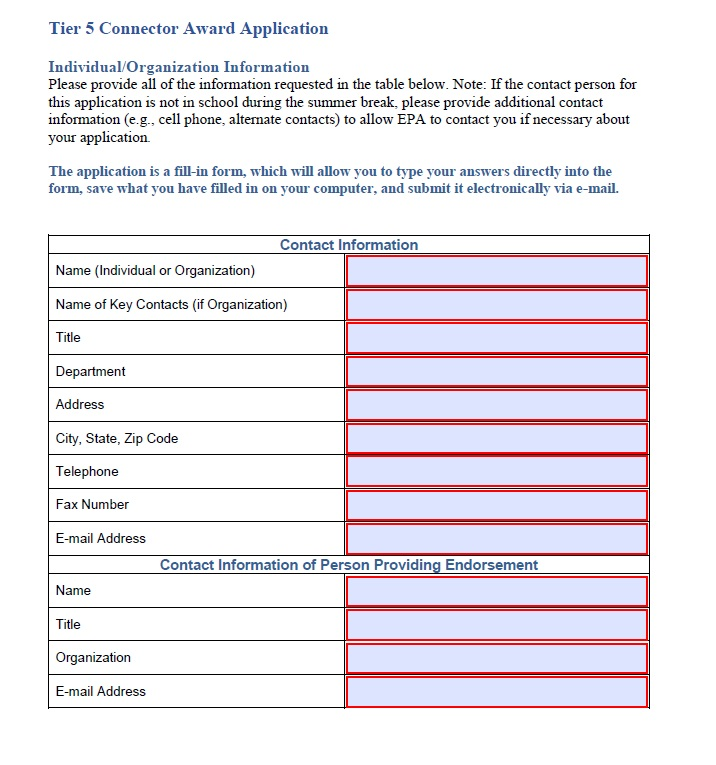 Tier 5 Connector Award Application
Individual/Organization Information
Please provide all of the information requested in the table below. Note: If the contact person for
this application is not in school during the summer break, please provide additional contact
information (e.g., cell phone, alternate contacts) to allow EPA to contact you if necessary about
your application.
The application is a fill-in form, which will allow you to type your answers directly into the
form, save what you have filled in on your computer, and submit it electronically via e-mail.
Contact Information
Name (Individual or Organization)
Name of Key Contacts (if Organization)
Title
Department
Address
City, State, Zip Code
Telephone
Fax Number
E-mail Address
Contact Information of Person Providing Endorsement
Name
Title
Organization
E-mail Address